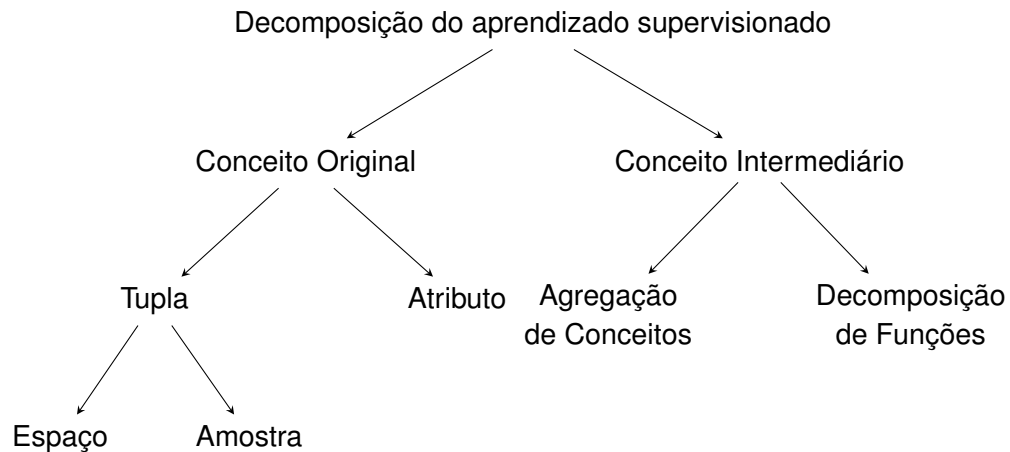 Decomposição do aprendizado supervisionado
Conceito Original
Conceito Intermediário
Tupla
Atributo
Agregação
de Conceitos
Decomposição
de Funções
Espaço
Amostra